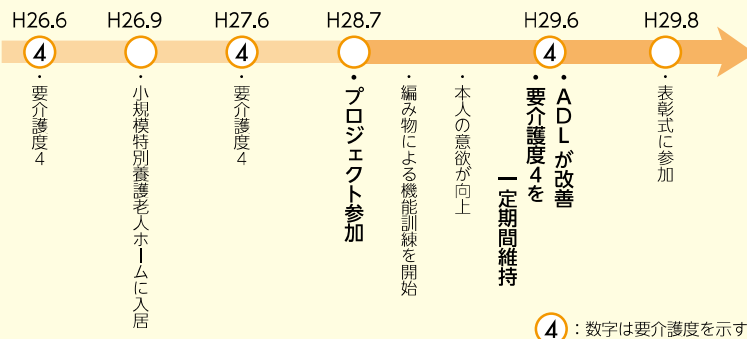 H26.6
H26.9
H27.6
H28.7
H29.6
H29.8
4
4
4
・要介護度4
・小規模特別養護老人ホームに入居
・要介護度4
・プロジェクト参加
・編み物による機能訓練を開始
・本人の意欲が向上
・ADLが改善
・要介護度4を
一定期間維持
・表彰式に参加
4：数字は要介護度を示す